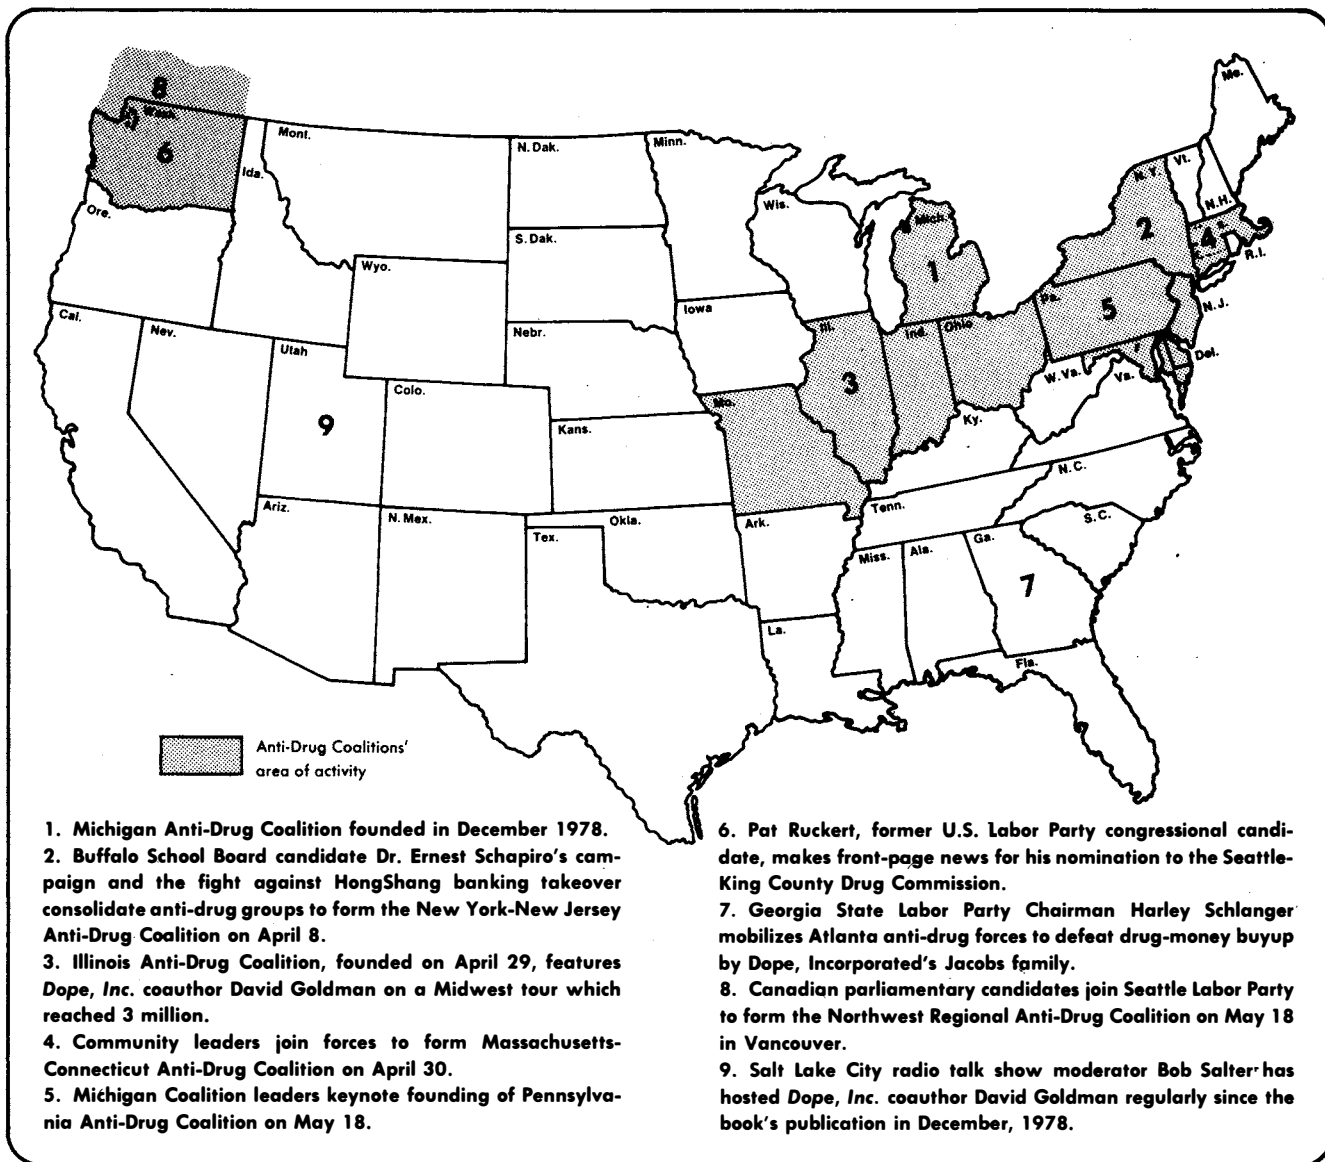 8
Wash.
6
Mont.
Ida.
Ore.
N. Dak.
Minn.
S. Dak.
Wis.
Mich.
1
Me.
Vt.
N.Y.
N.H.
2
4
R.I.
Wyo.
Iowa
Nebr.
Cal.
Nev.
Utah
9
Colo.
Ill.
3
Ind.
Ohio
Pa.
5
N.J.
Del.
W. Va.
Va.
Mo.
Kans.
Ky.
N.C.
Tenn.
S.C.
Ariz.
N. Mex.
Okla.
Tex.
Ark.
Miss.
Ala.
Ga.
7
La.
Fla.
Anti-Drug Coalitions'
area of activity
1. Michigan Anti-Drug Coalition founded in December 1978.
2. Buffalo School Board candidate Dr. Ernest Schapiro's cam-
paign and the fight against HongShang banking takeover
consolidate anti-drug groups to form the New York-New Jersey
Anti-Drug Coalition on April 8.
3. Illinois Anti-Drug Coalition, founded on April 29, features
Dope, Inc. coauthor David Goldman on a Midwest tour which
reached 3 million.
4. Community leaders join forces to form Massachusetts-
Connecticut Anti-Drug Coalition on April 30.
5. Michigan Coalition leaders keynote founding of Pennsylva-
nia Anti-Drug Coalition on May 18.
6. Pat Ruckert, former U.S. Labor Party congressional candi-
date, makes front-page news for his nomination to the Seattle-
King County Drug Commission.
7. Georgia State Labor Party Chairman Harley Schlanger
mobilizes Atlanta anti-drug forces to defeat drug-money buyup
by Dope, Incorporated's Jacobs family.
8. Canadian parliamentary candidates join Seattle Labor Party
to form the Northwest Regional Anti-Drug Coalition on May 18
in Vancouver.
9. Salt Lake City radio talk show moderator Bob Salter has
hosted Dope, Inc. coauthor David Goldman regularly since the
book's publication in December, 1978.